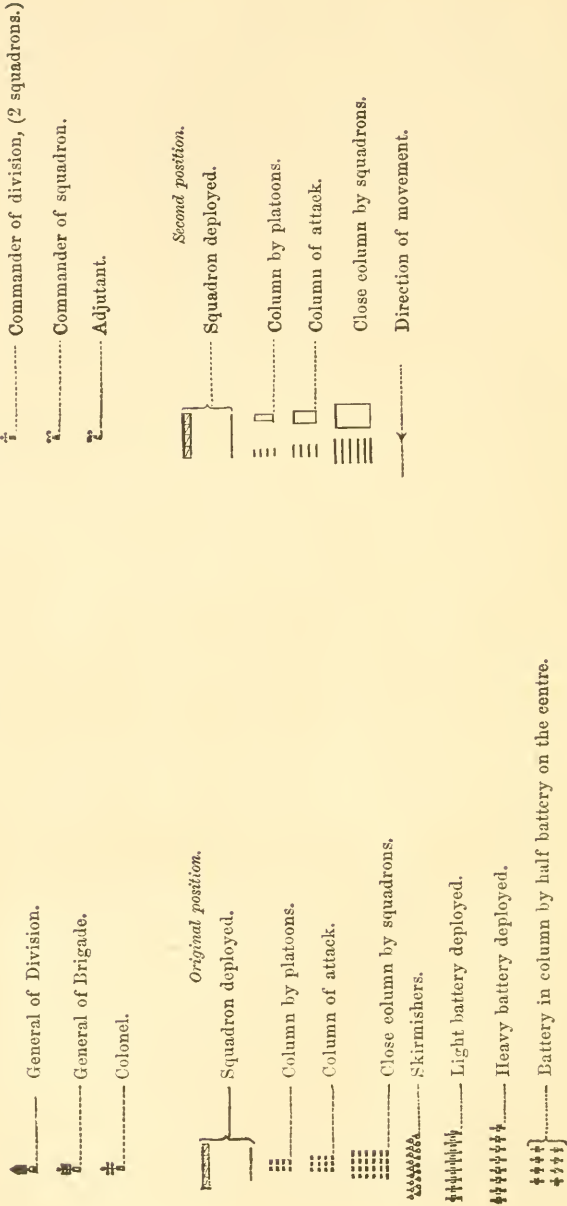 General of Division.
General of Brigade.
Colonel.
Original position.
Squadron deployed.
Column by platoons.
Column of attack.
Close column by squadrons.
Skirmishers.
Light battery deployed.
Heavy battery deployed.
Battery in column by half battery on the centre.
Commander of division, (2 squadrons.)
Commander of squadron.
Adjutant.
Second position.
Squadron deployed.
Column by platoons.
Column of attack.
Close column by squadrons.
Direction of movement.